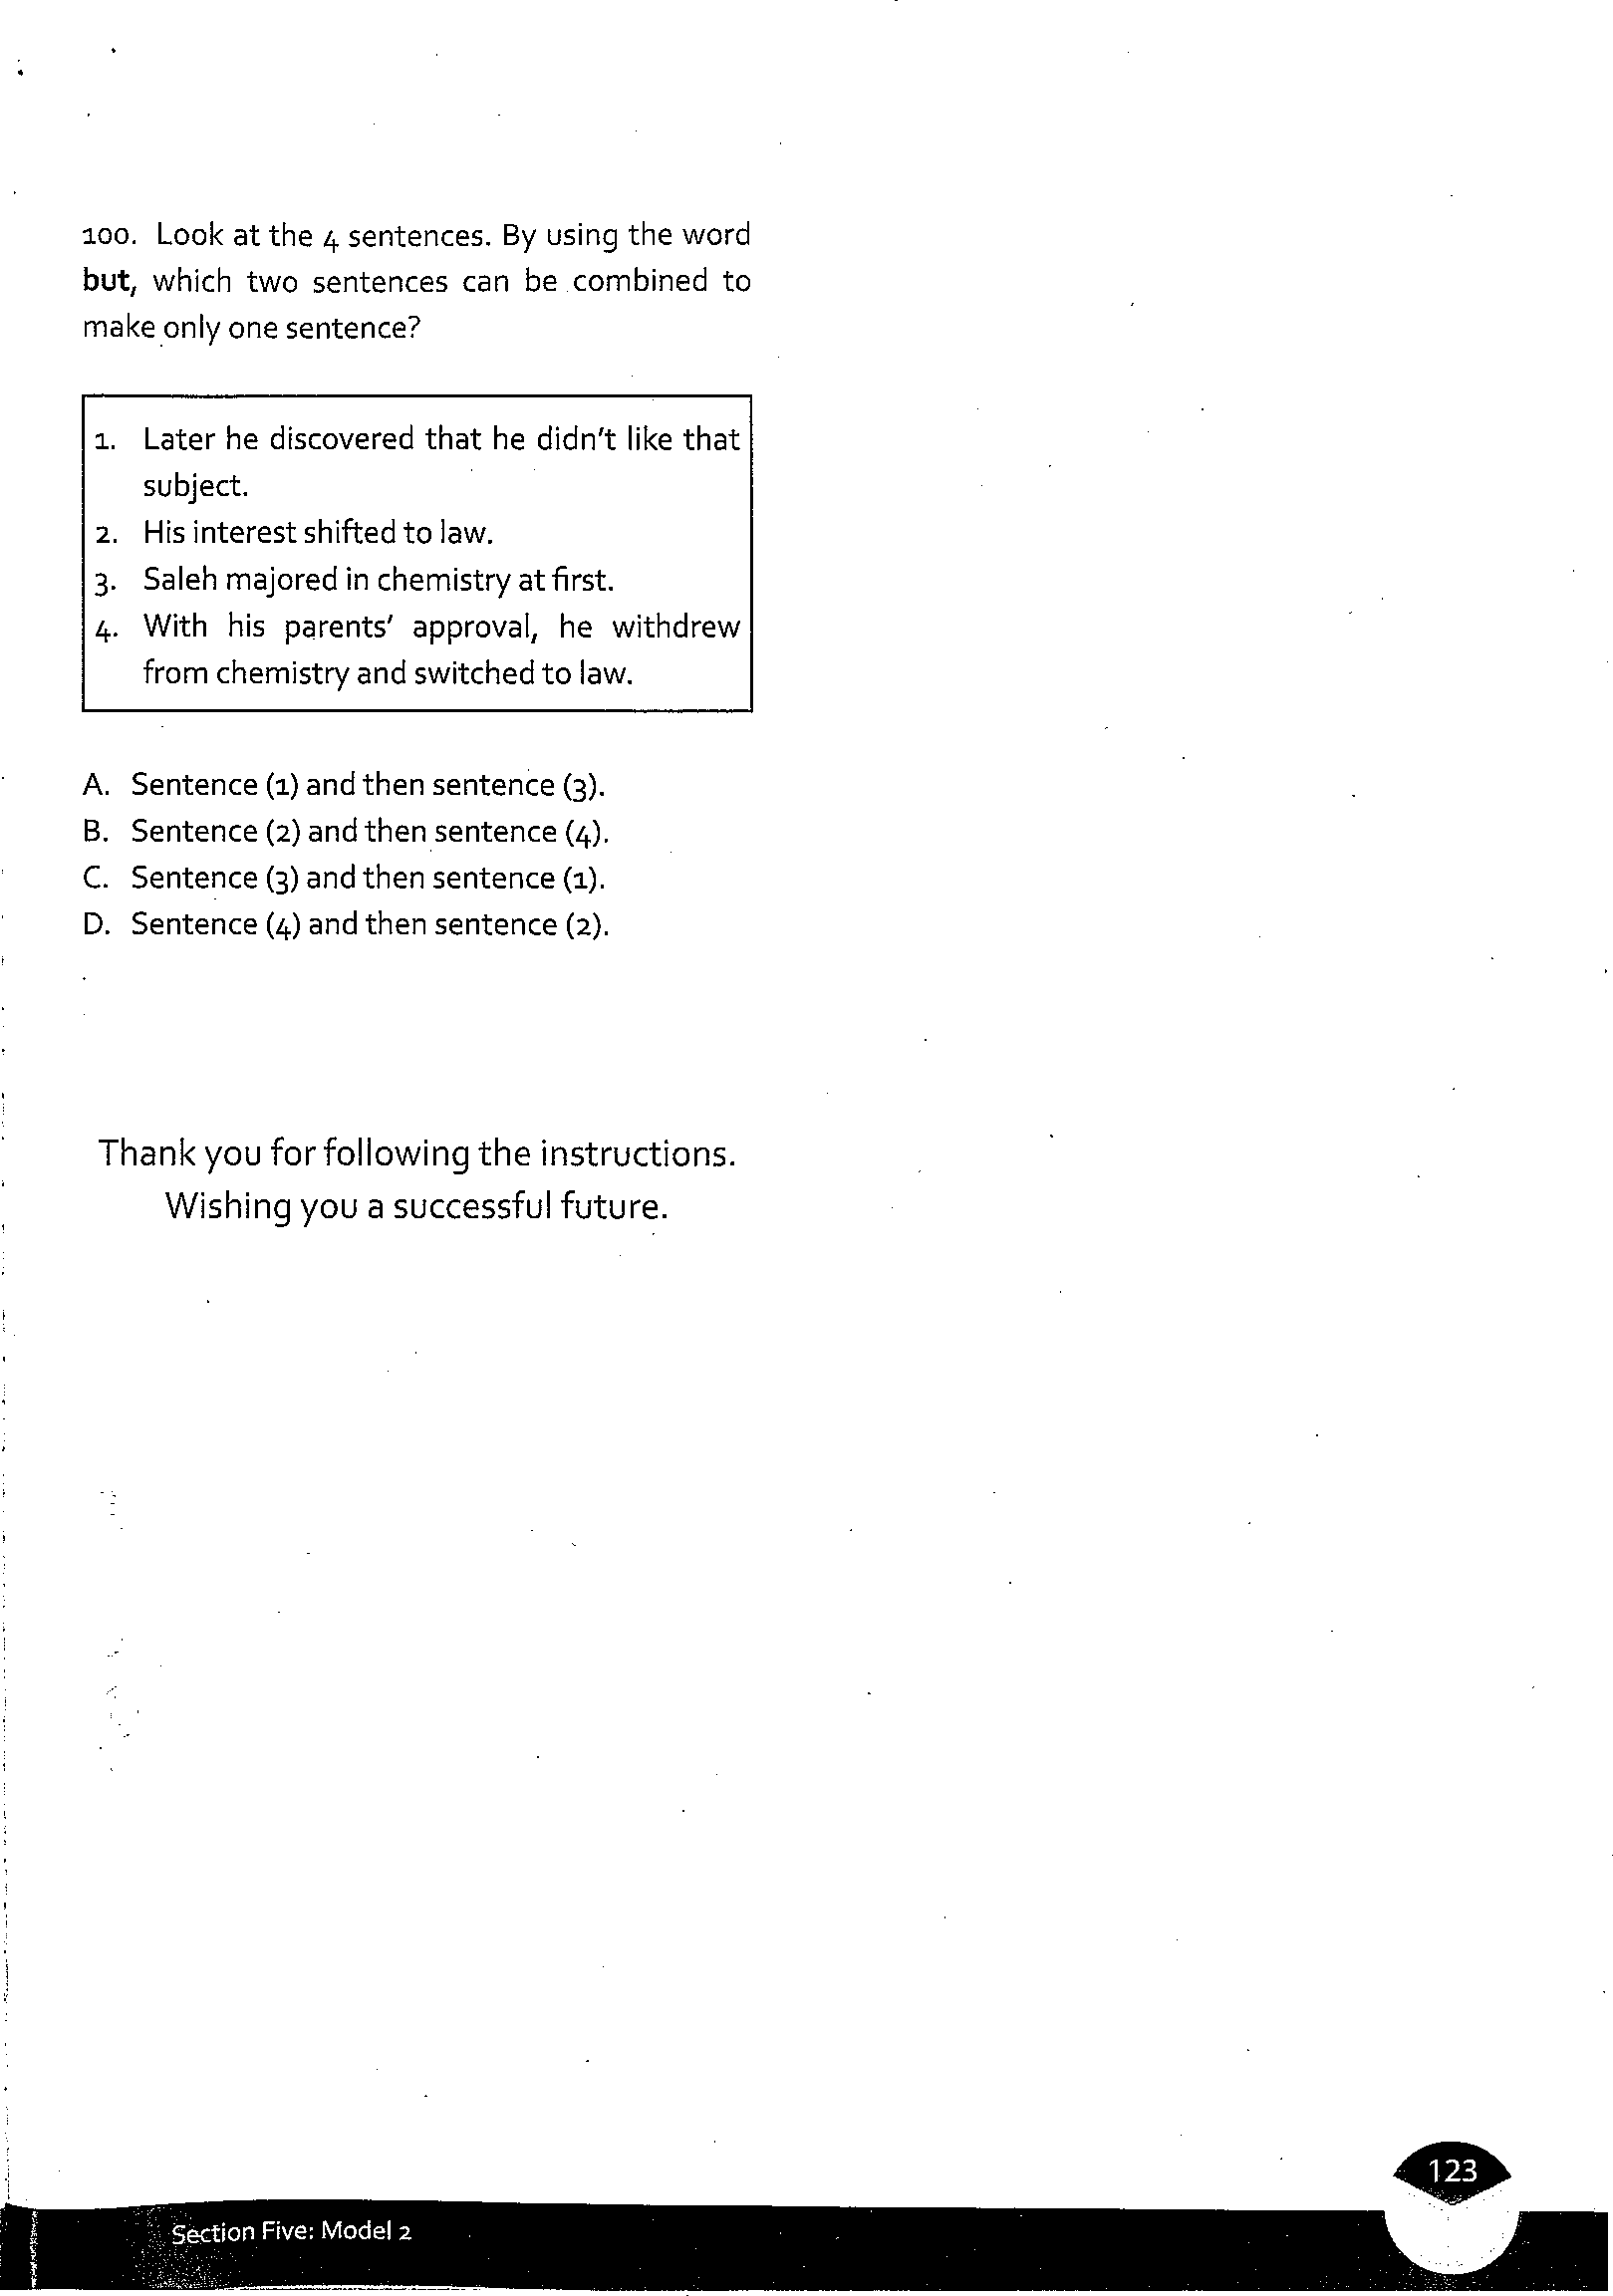 100. Look at the 4 sentences. By using the word
but, which two sentences can be combined to
make only one sentence?
1. Later he discovered that he didn't like that
subject.
2. His interest shifted to law.
3. Saleh majored in chemistry at first.
4. With his parents' approval, he withdrew
from chemistry and switched to law.
A. Sentence (1) and then sentence (3).
B. Sentence (2) and then sentence (4).
C. Sentence (3) and then sentence (1).
D. Sentence (4) and then sentence (2).
Thank you for following the instructions.
Wishing you a successful future.
123
Section Five: Model 2